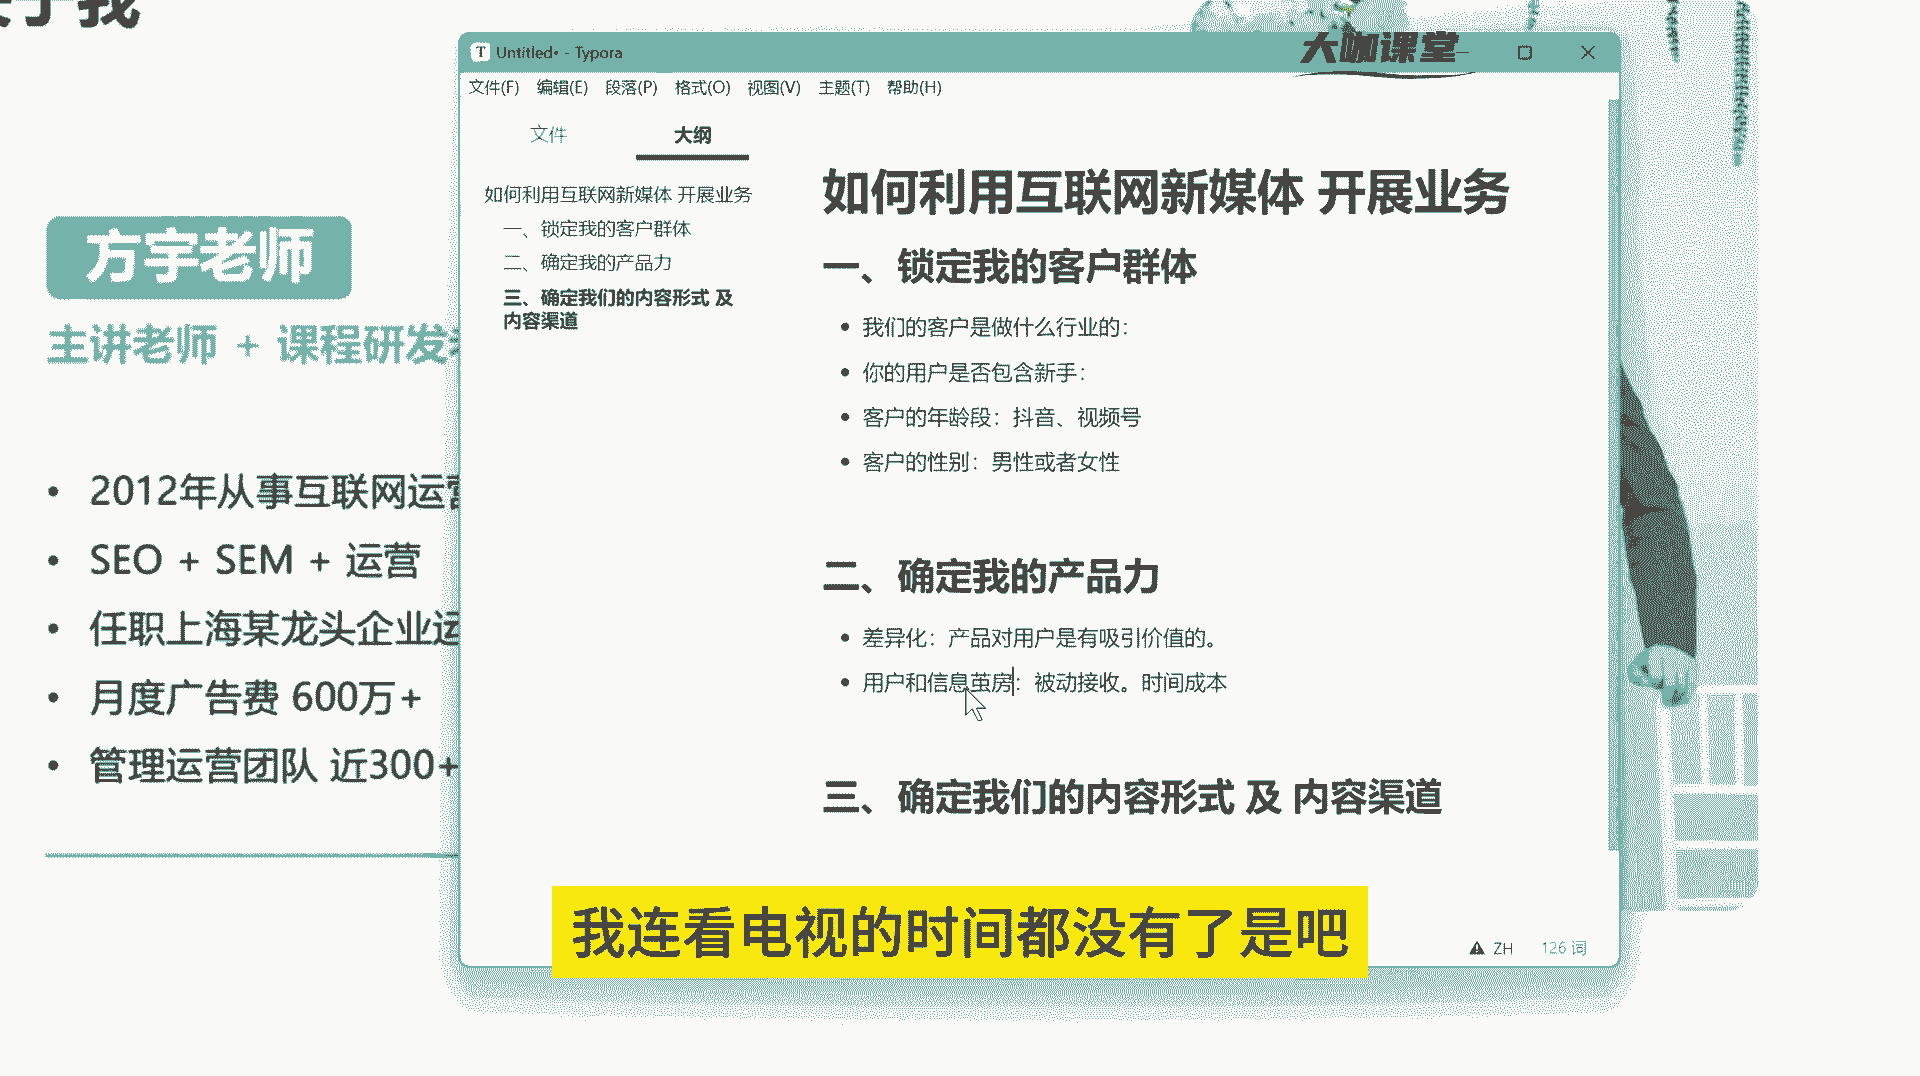 于我
方宇老师
主讲老师 + 课程研发
2012年从事互联网运营
SEO + SEM + 运营
任职上海某龙头企业运
月度广告费 600万+
管理运营团队 近300+
T Untitled• - Typora
大咖课堂
文件(F) 编辑(E) 段落(P) 格式(O) 视图(V) 主题(T) 帮助(H)
文件 大纲
如何利用互联网新媒体 开展业务
一、锁定我的客户群体
二、确定我的产品力
三、确定我们的内容形式 及
内容渠道
如何利用互联网新媒体 开展业务
一、锁定我的客户群体
我们的客户是做什么行业的：
你的用户是否包含新手：
客户的年龄段：抖音、视频号
客户的性别：男性或者女性
二、确定我的产品力
差异化：产品对用户是有吸引价值的。
用户和信息茧房：被动接收。时间成本
三、确定我们的内容形式 及 内容渠道
我连看电视的时间都没有了是吧
ZH 126 词